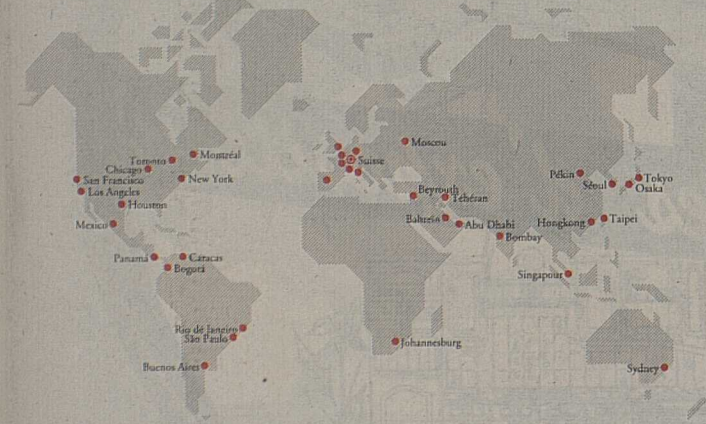 Moscou
Montréal
Toronto
Suisse
Chicago
New York
San Francisco
Los Angeles
Houston
Mexico
Panamá
Caracas
Bogotá
Rio de Janeiro
São Paulo
Buenos Aires
Beyrouth
Téhéran
Bahrein
Abu Dhabi
Bombay
Johannesburg
Pékin
Séoul
Tokyo
Osaka
Hongkong
Taipei
Singapour
Sydney